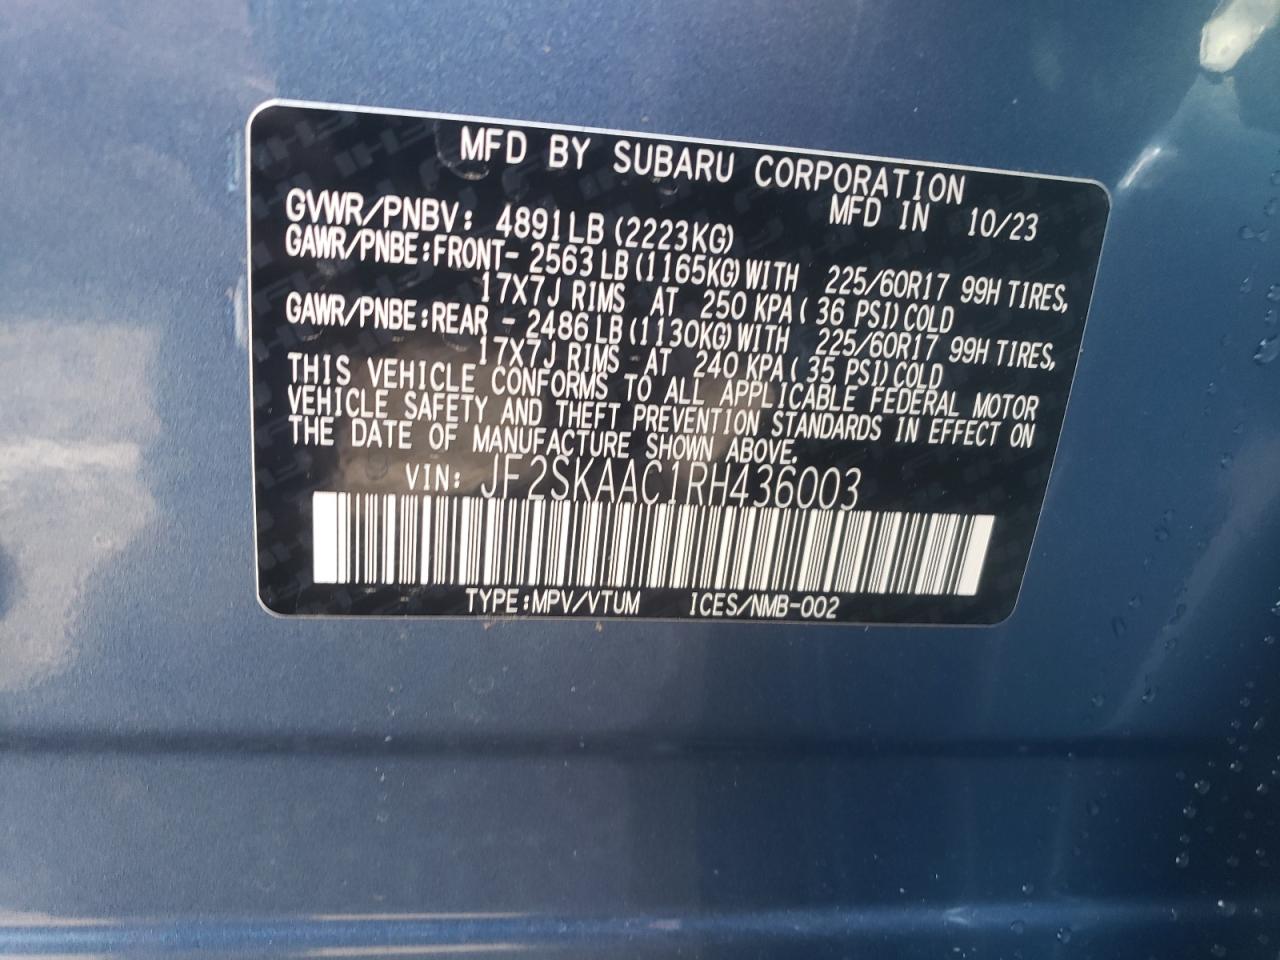 MFD BY SUBARU CORPORATION
MFD IN 10/23
GVWR/PNBV: 4891LB (2223KG)
GAWR/PNBE:FRONT- 2563 LB (1165KG) WITH 225/60R17 99H TIRES,
17X7J RIMS AT 250 KPA ( 36 PSI) COLD
GAWR/PNBE:REAR - 2486 LB (1130KG) WITH 225/60R17 99H TIRES,
17X7J RIMS AT 240 KPA ( 35 PSI) COLD
THIS VEHICLE CONFORMS TO ALL APPLICABLE FEDERAL MOTOR
VEHICLE SAFETY AND THEFT PREVENTION STANDARDS IN EFFECT ON
THE DATE OF MANUFACTURE SHOWN ABOVE.
VIN: JF2SKAAC1RH436003
TYPE:MPV/VTUM ICES/NMB-002